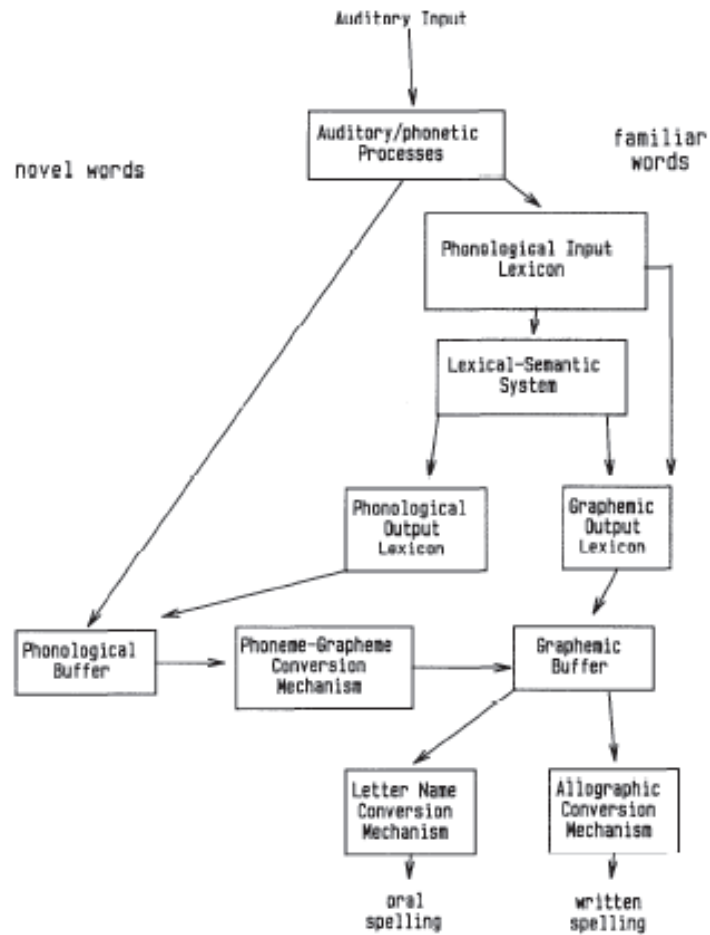 Auditory Input
Auditory/phonetic
Processes
familiar
words
novel words
Phonological Input
Lexicon
Lexical-Semantic
System
Phonological
Output
Lexicon
Graphemic
Output
Lexicon
Phonological
Buffer
Phoneme-Grapheme
Conversion
Mechanism
Graphemic
Buffer
Letter Name
Conversion
Mechanism
Allographic
Conversion
Mechanism
oral
spelling
written
spelling